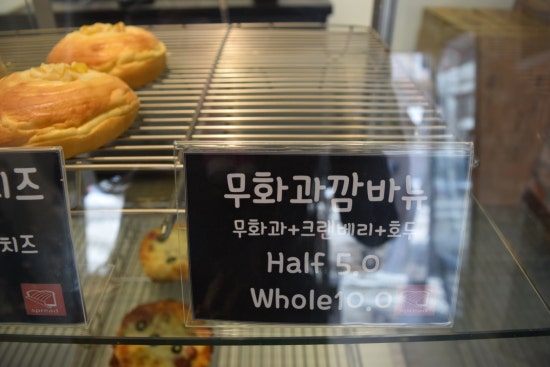 치즈
치즈
spread
무화과깜바뉴
무화과+크랜베리+호두
Half 5.0
Whole10.0